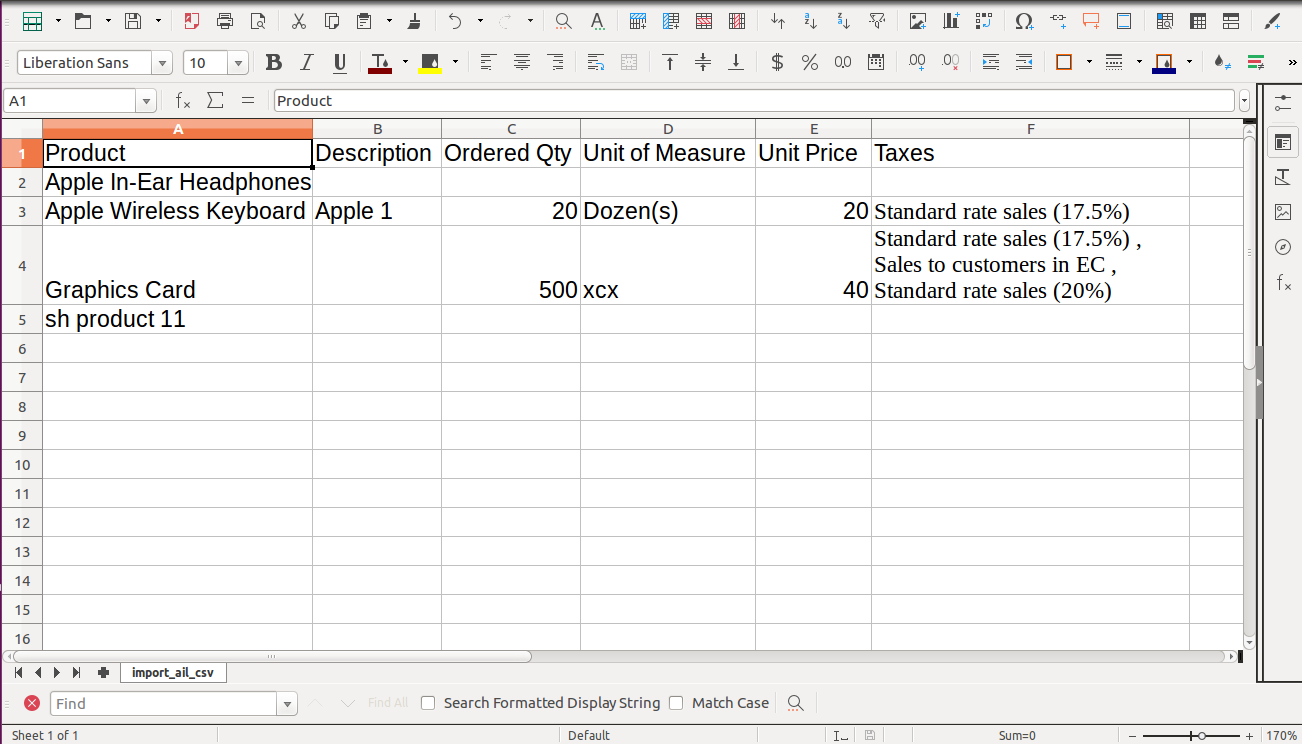 Liberation Sans 10
A1 Product
A B C D E F
1 Product Description Ordered Qty Unit of Measure Unit Price Taxes
2 Apple In-Ear Headphones
3 Apple Wireless Keyboard Apple 1 20 Dozen(s) 20 Standard rate sales (17.5%)
Standard rate sales (17.5%) ,
Sales to customers in EC ,
4 Graphics Card 500 xcx 40 Standard rate sales (20%)
5 sh product 11
6
7
8
9
10
11
12
13
14
15
16
import_ail_csv
Find Find All Search Formatted Display String Match Case
Sheet 1 of 1 Default Sum=0 170%